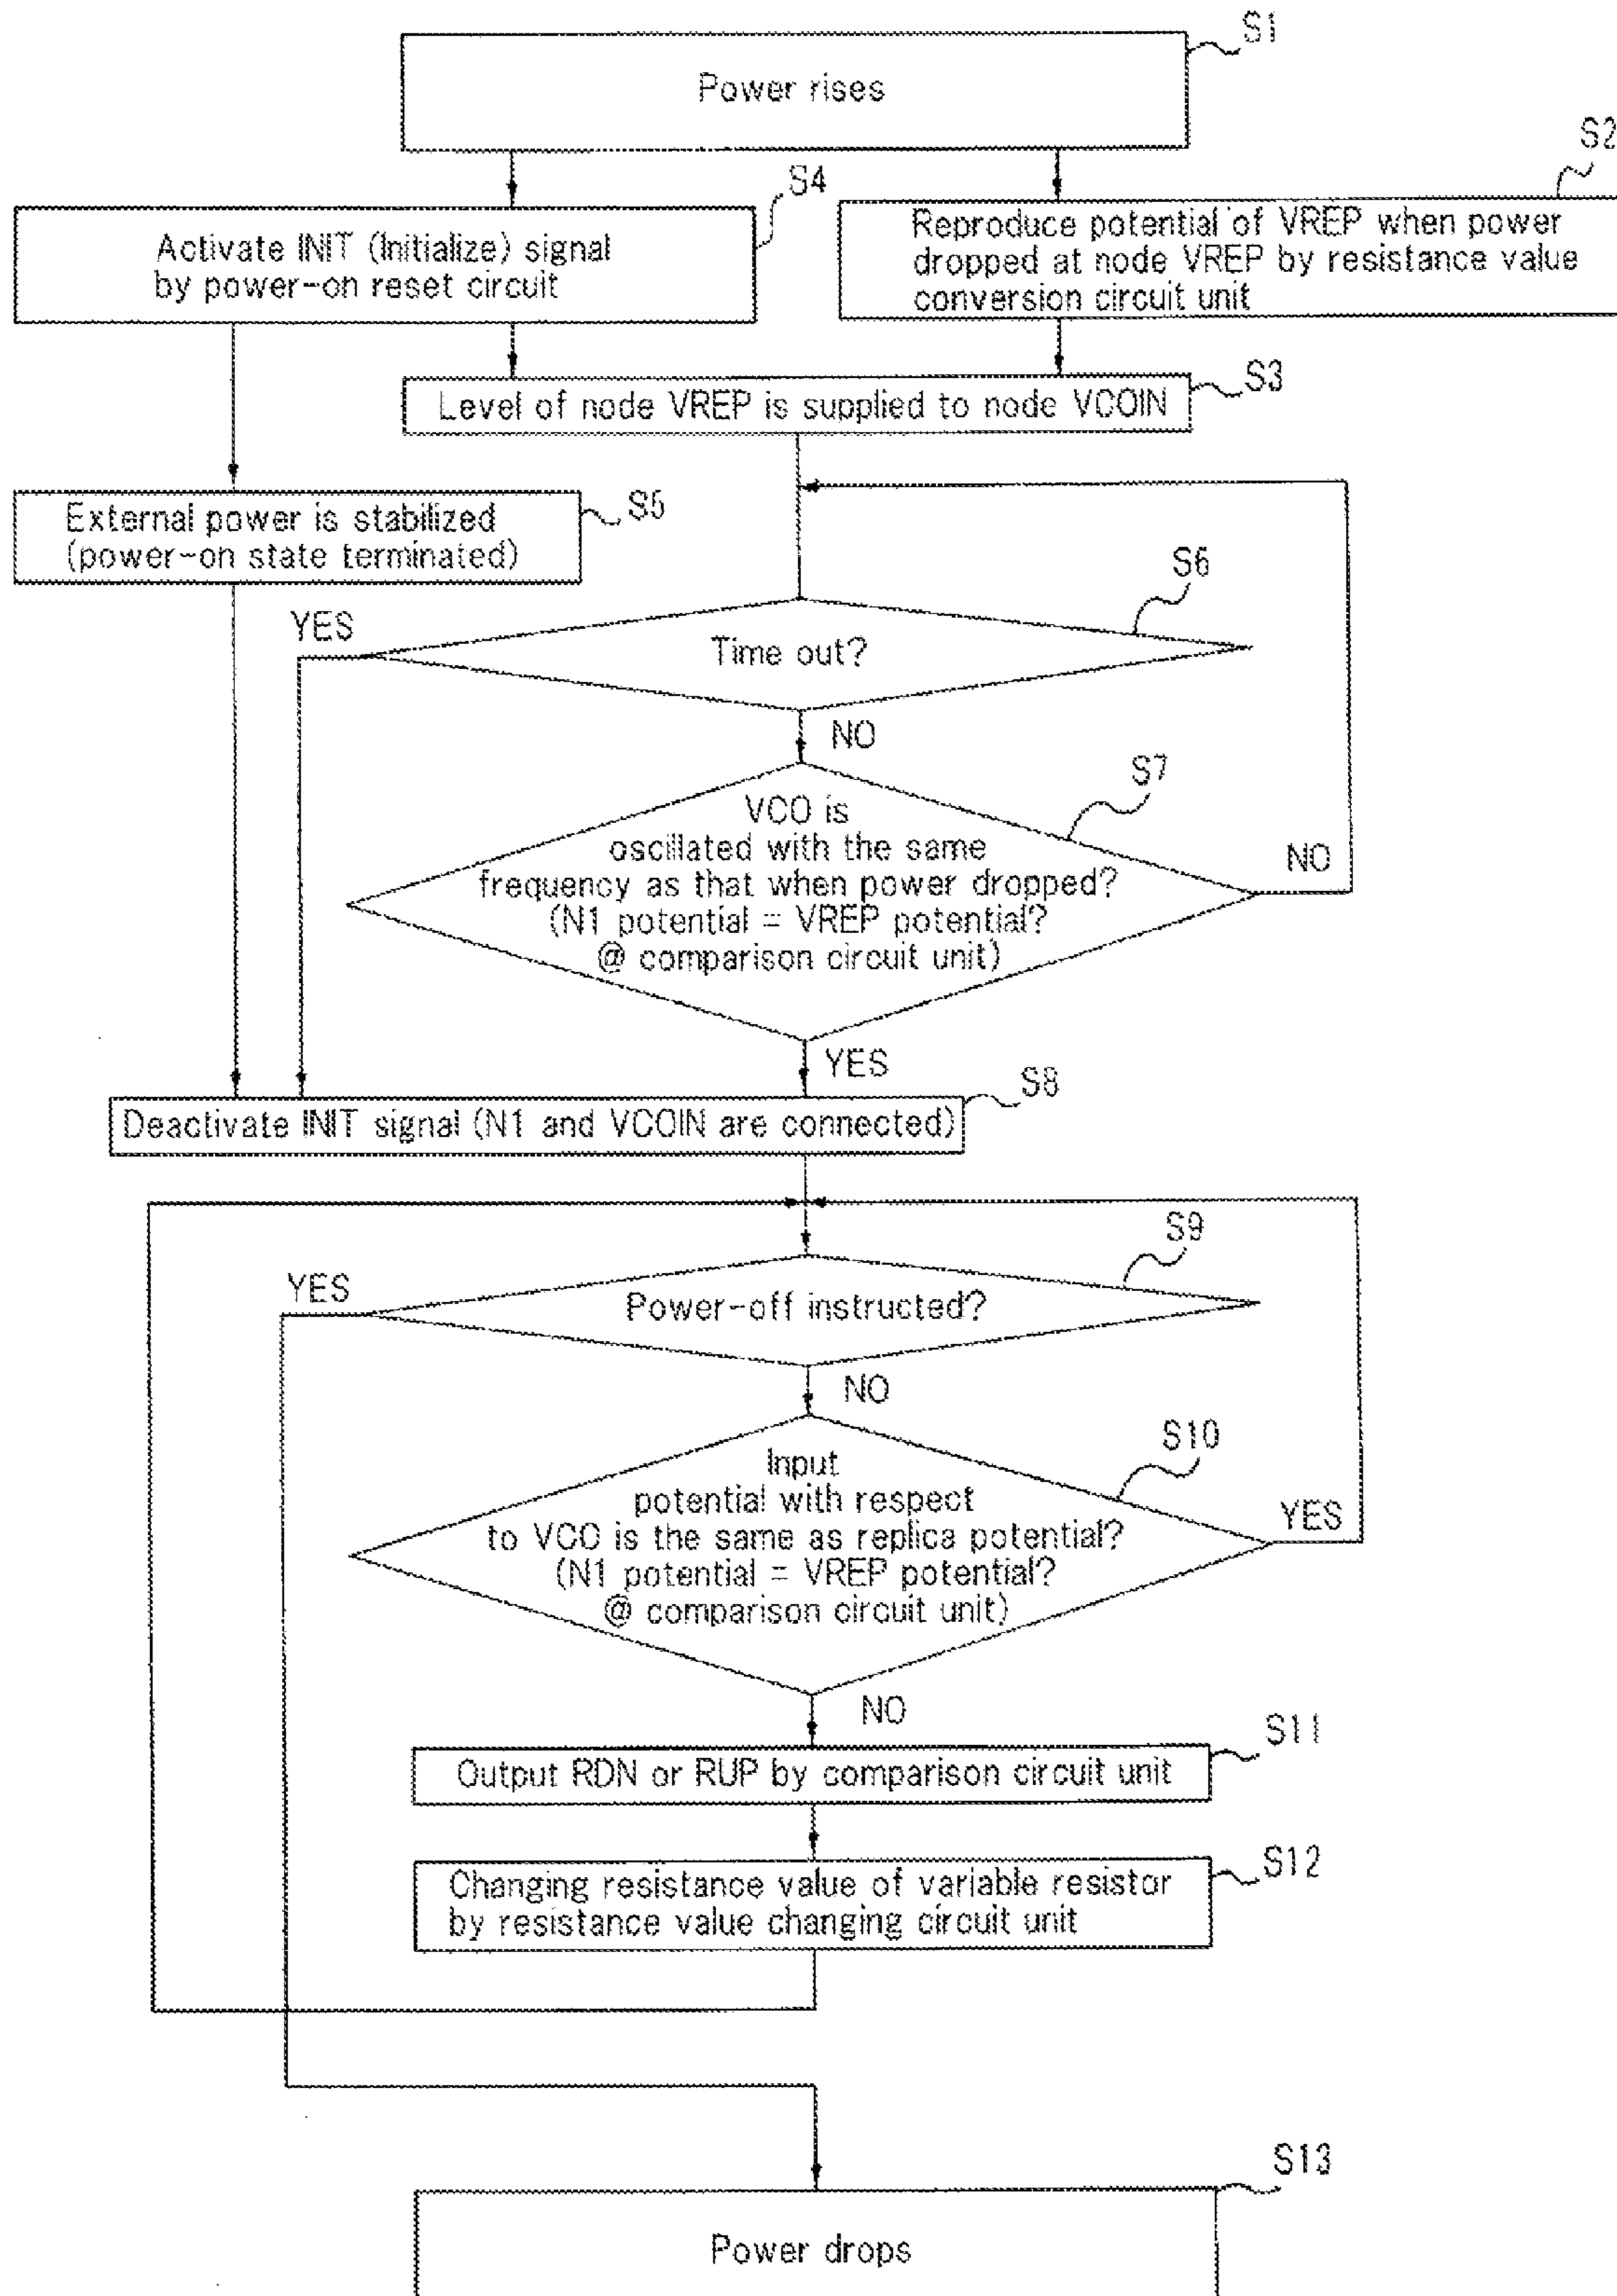 S1
Power rises
S2
S4
Activate INIT (Initialize) signal
by power-on reset circuit
Reproduce potential of VREP when power
dropped at node VREP by resistance value
conversion circuit unit
S3
Level of node VREP is supplied to node VCOIN
S5
External power is stabilized
(power-on state terminated)
S6
YES
Time out?
NO
S7
VCO is
oscillated with the same
frequency as that when power dropped?
(N1 potential = VREP potential?
@ comparison circuit unit)
NO
YES
S8
Deactivate INIT signal (N1 and VCOIN are connected)
S9
YES
Power-off instructed?
NO
S10
Input
potential with respect
to VCO is the same as replica potential?
(N1 potential = VREP potential?
@ comparison circuit unit)
YES
NO
S11
Output RDN or RUP by comparison circuit unit
S12
Changing resistance value of variable resistor
by resistance value changing circuit unit
S13
Power drops